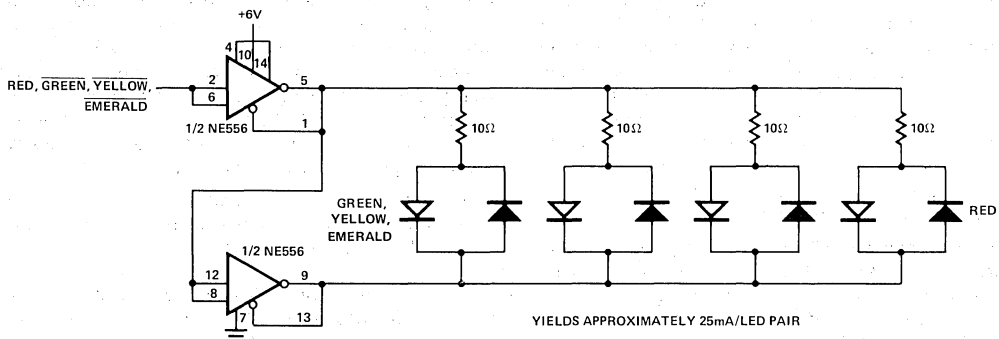 +6V
4
10
14
RED, GREEN, YELLOW,
EMERALD
2
6
5
1
1/2 NE556
10Ω
10Ω
10Ω
10Ω
GREEN,
YELLOW,
EMERALD
RED
1/2 NE556
12
8
9
7
13
YIELDS APPROXIMATELY 25mA/LED PAIR